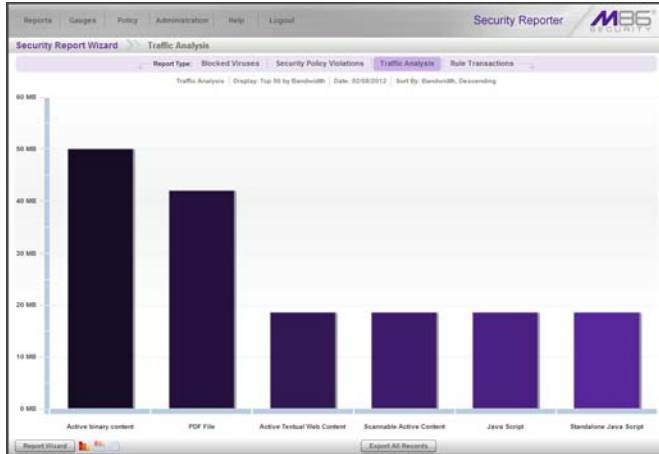 Reports Gauges Policy Administration Help Logout Security Reporter M86 SECURITY
Security Report Wizard Traffic Analysis
Report Type: Blocked Viruses Security Policy Violations Traffic Analysis Rule Transactions
Traffic Analysis Display: Top 50 by Bandwidth Date: 02/08/2012 Sort By: Bandwidth, Descending
60 MB
50 MB
40 MB
30 MB
20 MB
10 MB
0 MB
Active binary content PDF File Active Textual Web Content Scannable Active Content Java Script Standalone Java Script
Report Wizard Export All Records